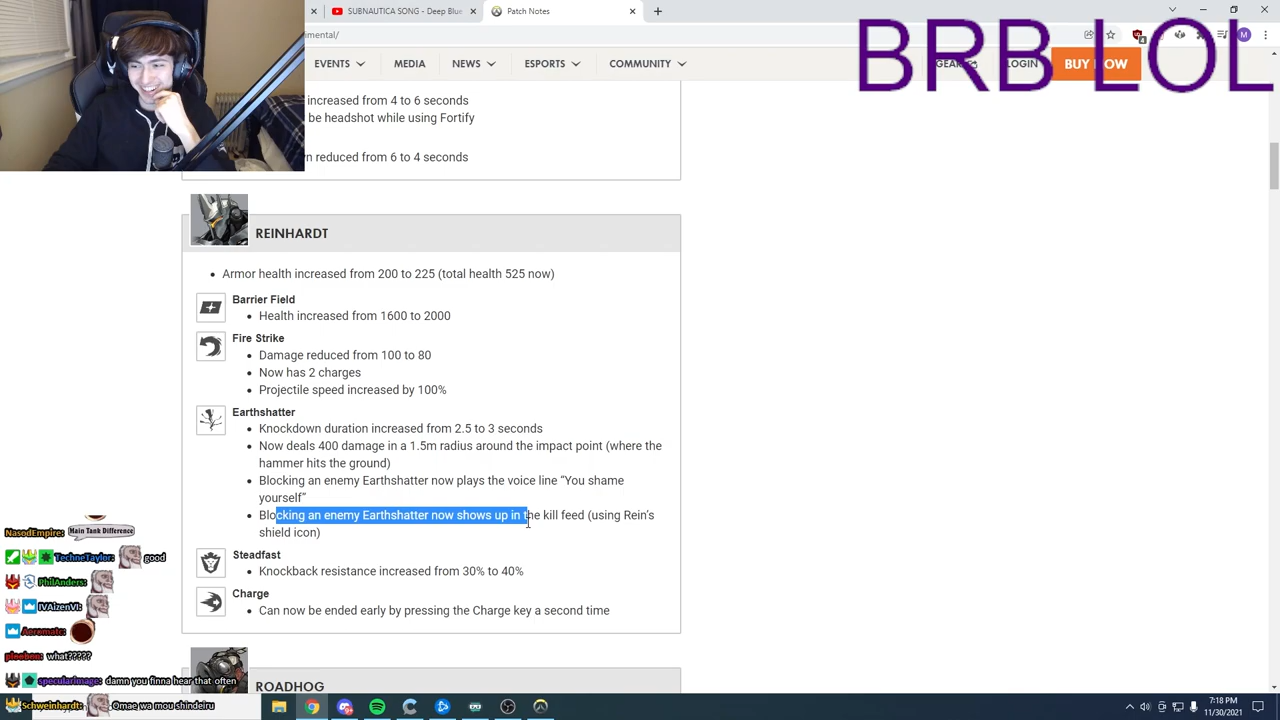 SUBNAUTICA SONG - Deep Blue
Patch Notes
mental/
BRB LOL
EVENTS
MEDIA
NEWS
ESPORTS
COMMUNITY
LOGIN
BUY NOW
increased from 4 to 6 seconds
be headshot while using Fortify
n reduced from 6 to 4 seconds
REINHARDT
Armor health increased from 200 to 225 (total health 525 now)
Barrier Field
Health increased from 1600 to 2000
Fire Strike
Damage reduced from 100 to 80
Now has 2 charges
Projectile speed increased by 100%
Earthshatter
Knockdown duration increased from 2.5 to 3 seconds
Now deals 400 damage in a 1.5m radius around the impact point (where the
hammer hits the ground)
Blocking an enemy Earthshatter now plays the voice line “You shame
yourself”
Blocking an enemy Earthshatter now shows up in the kill feed (using Rein's
shield icon)
Steadfast
Knockback resistance increased from 30% to 40%
Charge
Can now be ended early by pressing the Charge key a second time
ROADHOG
NasodEmpire: Main Tank Difference
TechneTaylor: good
PhilAnders:
IVAizenVI:
Aeromatc:
what?????
specularimage: damn you finna hear that often
Schweinhardt: Omae wa mou shindeiru
7:18 PM
11/30/2021